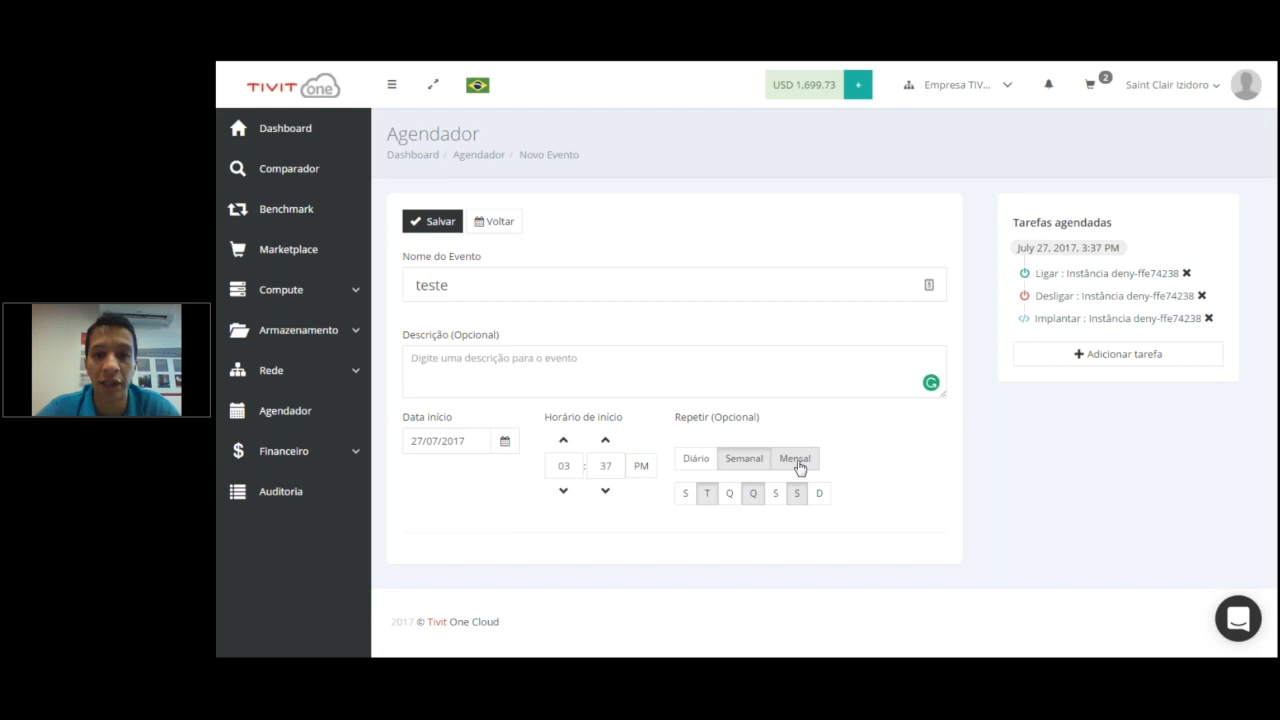 TIVIT one
USD 1,699.73
+
Empresa TIV...
2
Saint Clair Izidoro
Dashboard
Comparador
Benchmark
Marketplace
Compute
Armazenamento
Rede
Agendador
Financeiro
Auditoria
Agendador
Dashboard / Agendador / Novo Evento
Salvar
Voltar
Nome do Evento
teste
Descrição (Opcional)
Digite uma descrição para o evento
Data início
27/07/2017
Horário de início
03 : 37 PM
Repetir (Opcional)
Diário Semanal Mensal
S T Q Q S S D
Tarefas agendadas
July 27, 2017, 3:37 PM
Ligar : Instância deny-ffe74238
Desligar : Instância deny-ffe74238
</> Implantar : Instância deny-ffe74238
+ Adicionar tarefa
2017 © Tivit One Cloud